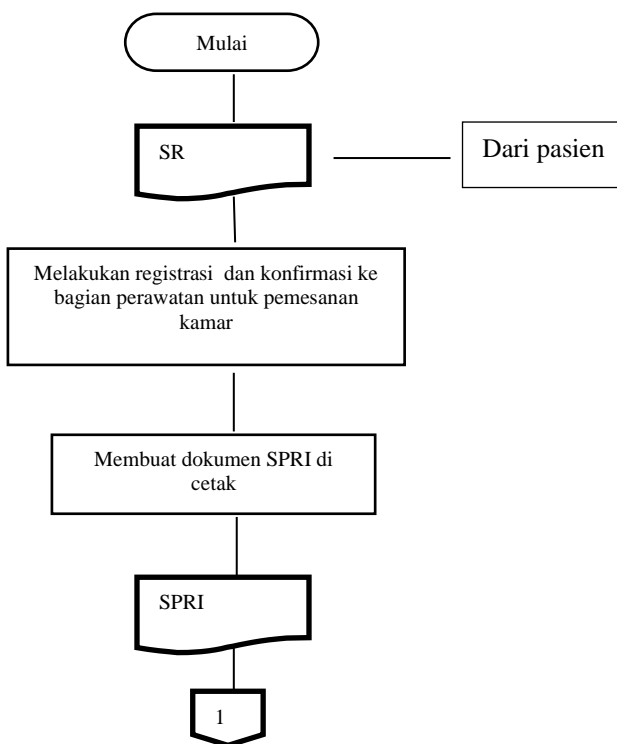 Mulai
SR
Dari pasien
Melakukan registrasi dan konfirmasi ke
bagian perawatan untuk pemesanan
kamar
Membuat dokumen SPRI di
cetak
SPRI
1